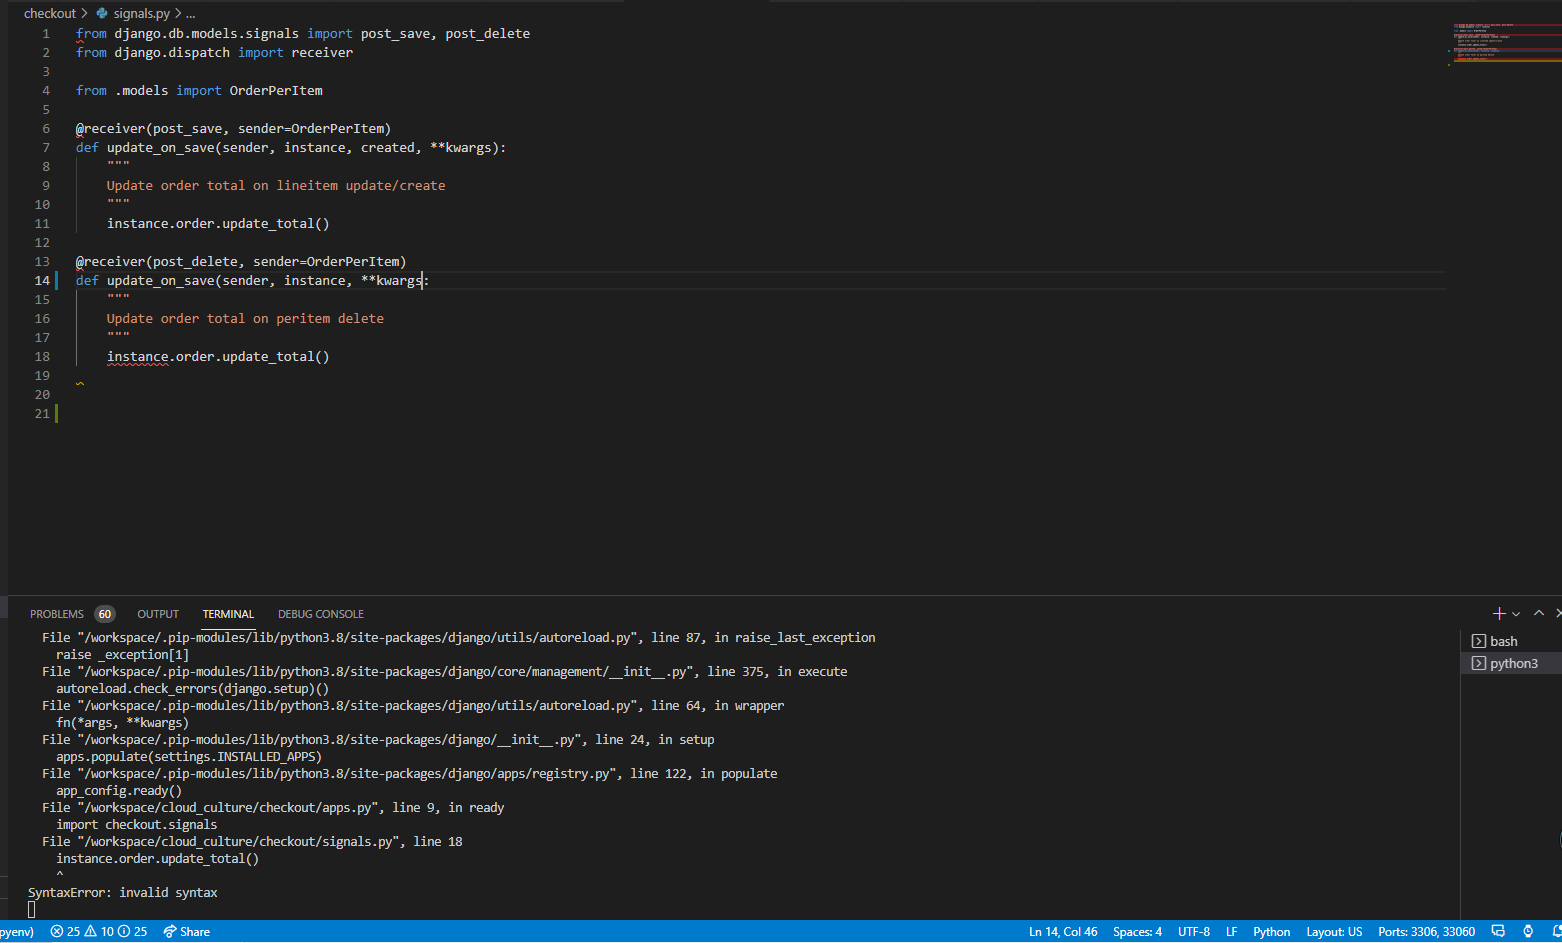 checkout > signals.py > ...
1 from django.db.models.signals import post_save, post_delete
2 from django.dispatch import receiver
3
4 from .models import OrderPerItem
5
6 @receiver(post_save, sender=OrderPerItem)
7 def update_on_save(sender, instance, created, **kwargs):
8 """
9 Update order total on lineitem update/create
10 """
11 instance.order.update_total()
12
13 @receiver(post_delete, sender=OrderPerItem)
14 def update_on_save(sender, instance, **kwargs:
15 """
16 Update order total on peritem delete
17 """
18 instance.order.update_total()
19
20
21
PROBLEMS 60 OUTPUT TERMINAL DEBUG CONSOLE
File "/workspace/.pip-modules/lib/python3.8/site-packages/django/utils/autoreload.py", line 87, in raise_last_exception
raise _exception[1]
File "/workspace/.pip-modules/lib/python3.8/site-packages/django/core/management/__init__.py", line 375, in execute
autoreload.check_errors(django.setup)()
File "/workspace/.pip-modules/lib/python3.8/site-packages/django/utils/autoreload.py", line 64, in wrapper
fn(*args, **kwargs)
File "/workspace/.pip-modules/lib/python3.8/site-packages/django/__init__.py", line 24, in setup
apps.populate(settings.INSTALLED_APPS)
File "/workspace/.pip-modules/lib/python3.8/site-packages/django/apps/registry.py", line 122, in populate
app_config.ready()
File "/workspace/cloud_culture/checkout/apps.py", line 9, in ready
import checkout.signals
File "/workspace/cloud_culture/checkout/signals.py", line 18
instance.order.update_total()
^
SyntaxError: invalid syntax
bash
python3
pyenv) 25 10 25 Share Ln 14, Col 46 Spaces: 4 UTF-8 LF Python Layout: US Ports: 3306, 33060